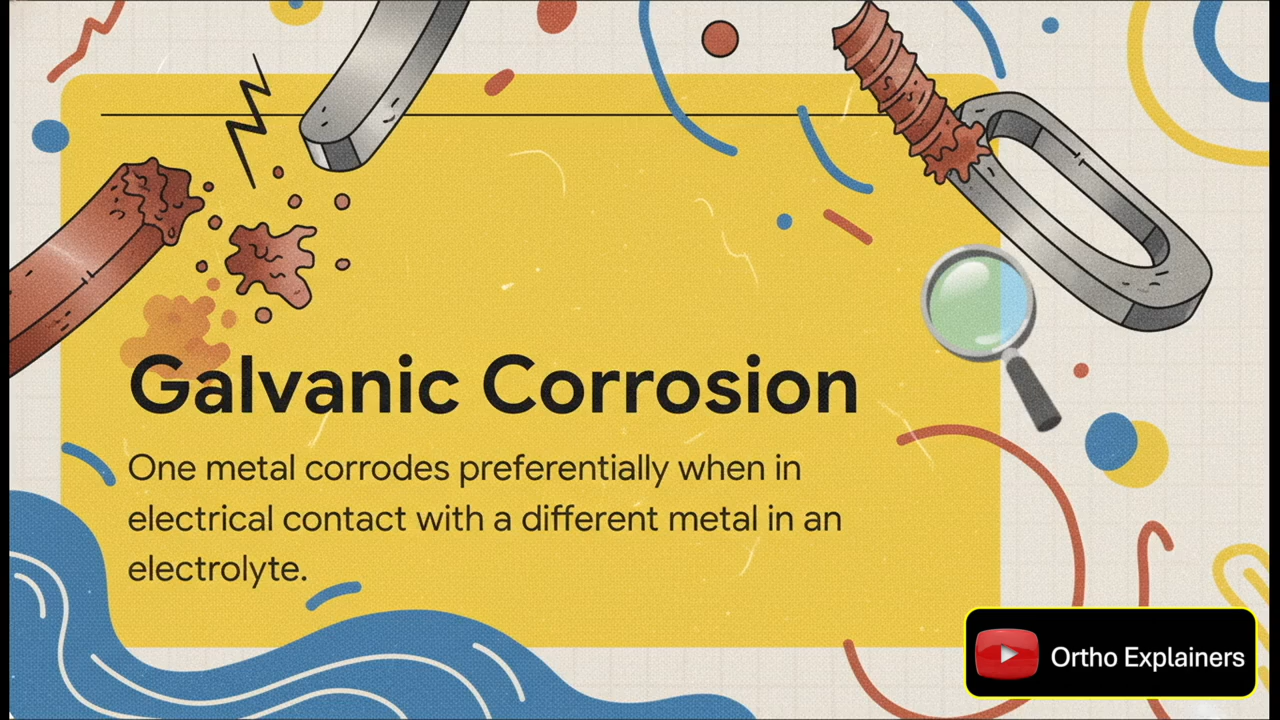 Galvanic Corrosion
One metal corrodes preferentially when in
electrical contact with a different metal in an
electrolyte.
Ortho Explainers